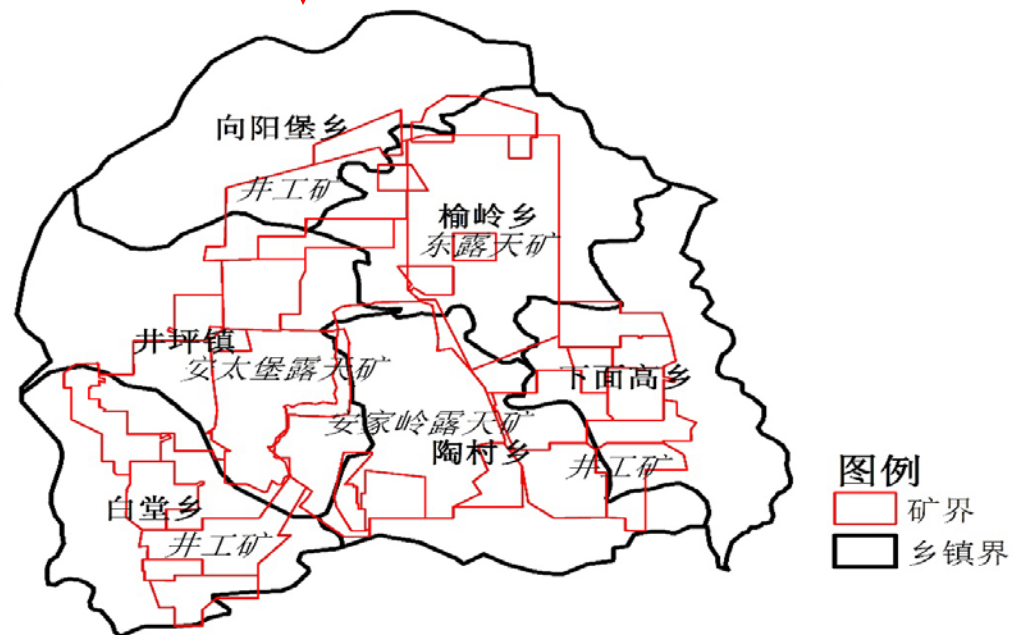 向阳堡乡
井工矿
榆岭乡
东露天矿
井坪镇
安太堡露天矿
下面高乡
安家岭露天矿
陶村乡
井工矿
白堂乡
井工矿
图例
矿界
乡镇界